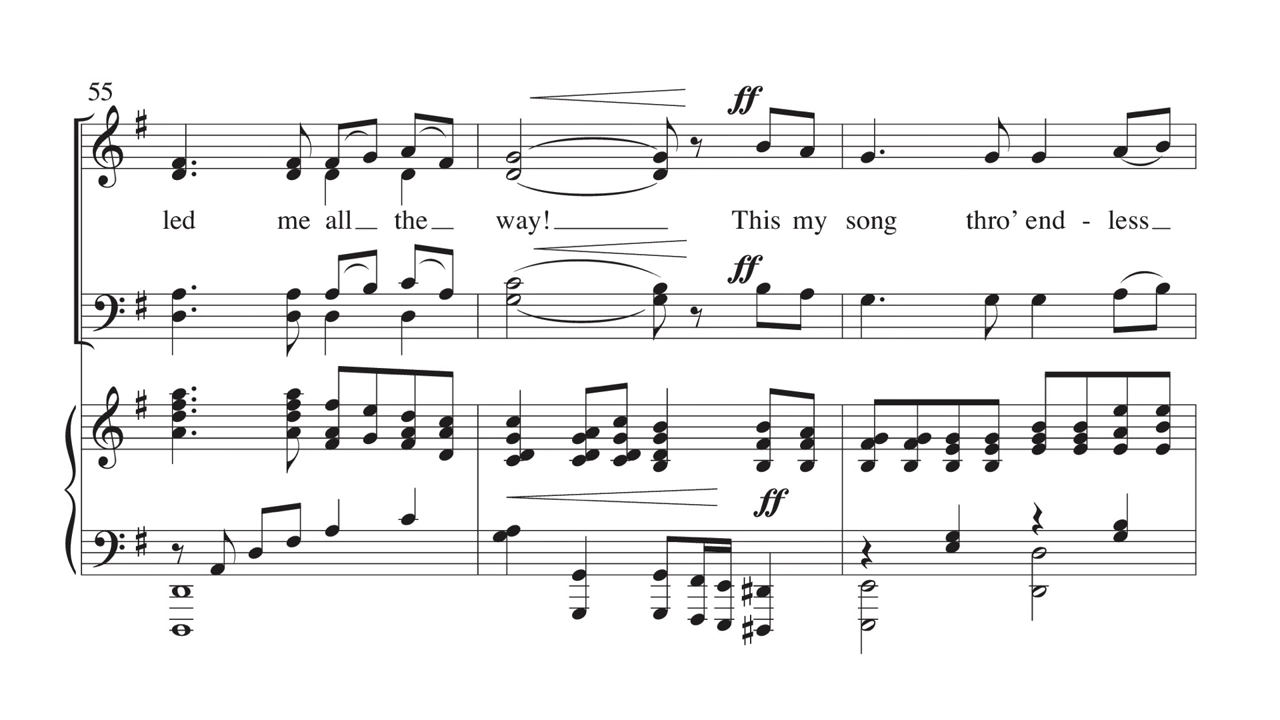 55
ff
led me all the way! This my song thro’ end - less
ff
ff